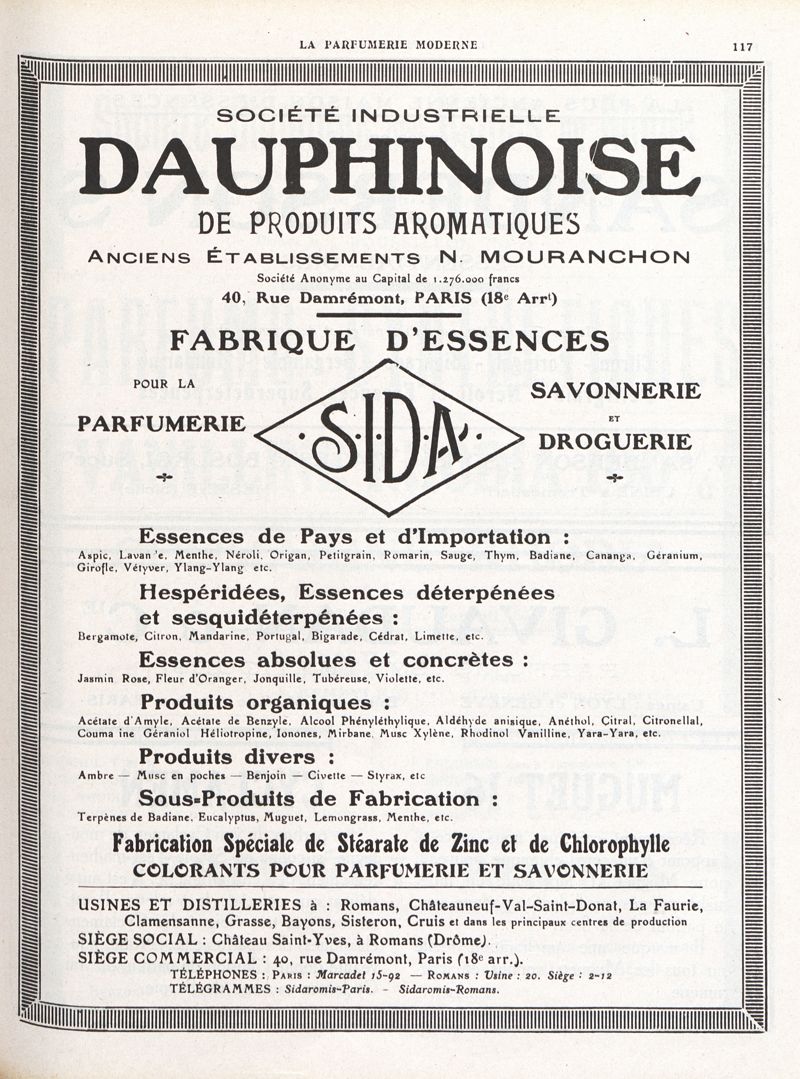 LA PARFUMERIE MODERNE
117
SOCIÉTÉ INDUSTRIELLE
DAUPHINOISE
DE PRODUITS AROMATIQUES
ANCIENS ÉTABLISSEMENTS N. MOURANCHON
Société Anonyme au Capital de 1.276.000 francs
40, Rue Damrémont, PARIS (18e Arrt)
FABRIQUE D'ESSENCES
POUR LA
PARFUMERIE
·S·I·D·A·
SAVONNERIE
ET
DROGUERIE
Essences de Pays et d'Importation :
Aspic, Lavan e, Menthe, Néroli, Origan, Petitgrain, Romarin, Sauge, Thym, Badiane, Cananga, Géranium,
Girofle, Vétyver, Ylang-Ylang etc.
Hespéridées, Essences déterpénées
et sesquidéterpénées :
Bergamote, Citron, Mandarine, Portugal, Bigarade, Cédrat, Limette, etc.
Essences absolues et concrètes :
Jasmin Rose, Fleur d'Oranger, Jonquille, Tubéreuse, Violette, etc.
Produits organiques :
Acétate d'Amyle, Acétate de Benzyle, Alcool Phényléthylique, Aldéhyde anisique, Anéthol, Citral, Citronellal,
Couma ine Géraniol Héliotropine, Ionones, Mirbane, Musc Xylène, Rhodinol Vanilline, Yara-Yara, etc.
Produits divers :
Ambre — Musc en poches — Benjoin — Civette — Styrax, etc
Sous-Produits de Fabrication :
Terpènes de Badiane, Eucalyptus, Muguet, Lemongrass, Menthe, etc.
Fabrication Spéciale de Stéarate de Zinc et de Chlorophylle
COLORANTS POUR PARFUMERIE ET SAVONNERIE
USINES ET DISTILLERIES à : Romans, Châteauneuf-Val-Saint-Donat, La Faurie,
Clamensanne, Grasse, Bayons, Sisteron, Cruis et dans les principaux centres de production
SIÈGE SOCIAL : Château Saint-Yves, à Romans (Drôme).
SIÈGE COMMERCIAL : 40, rue Damrémont, Paris (18e arr.).
TÉLÉPHONES : PARIS : Marcadet 15-92 — ROMANS : Usine : 20. Siège : 2-12
TÉLÉGRAMMES : Sidaromis-Paris. - Sidaromis-Romans.